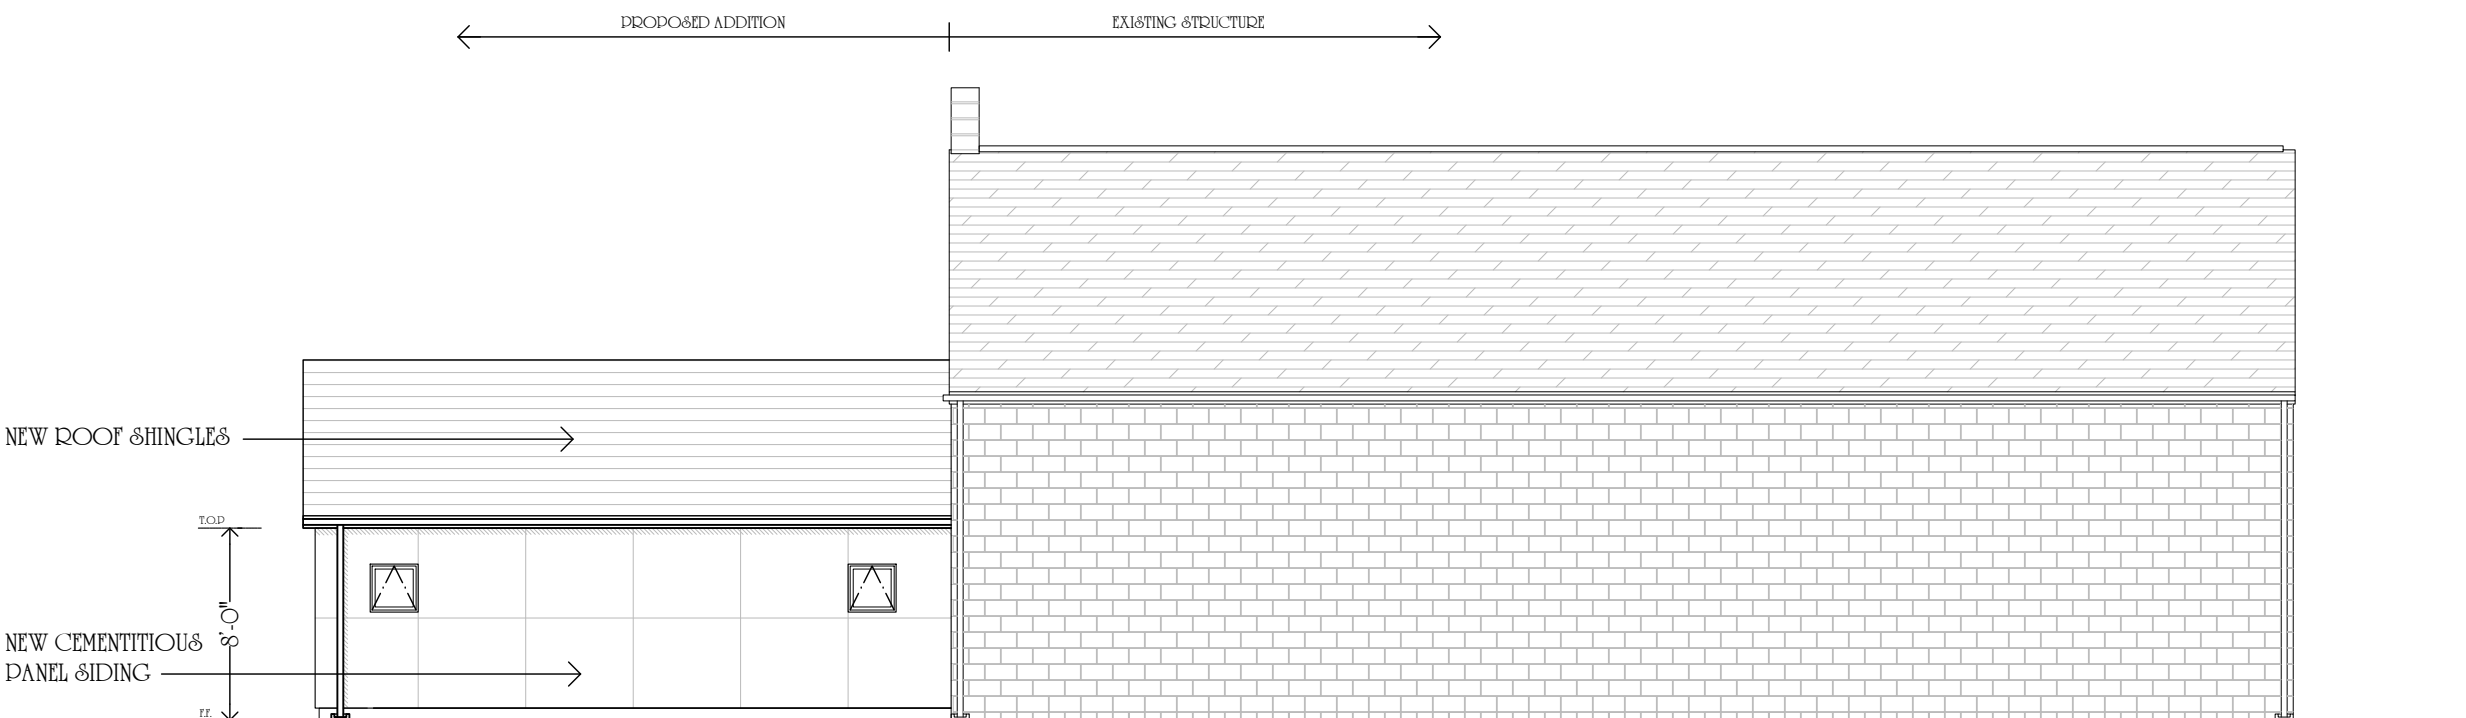 PROPOSED ADDITION
EXISTING STRUCTURE
NEW ROOF SHINGLES
T.O.P
8'-0"
NEW CEMENTITIOUS
PANEL SIDING
F.F.